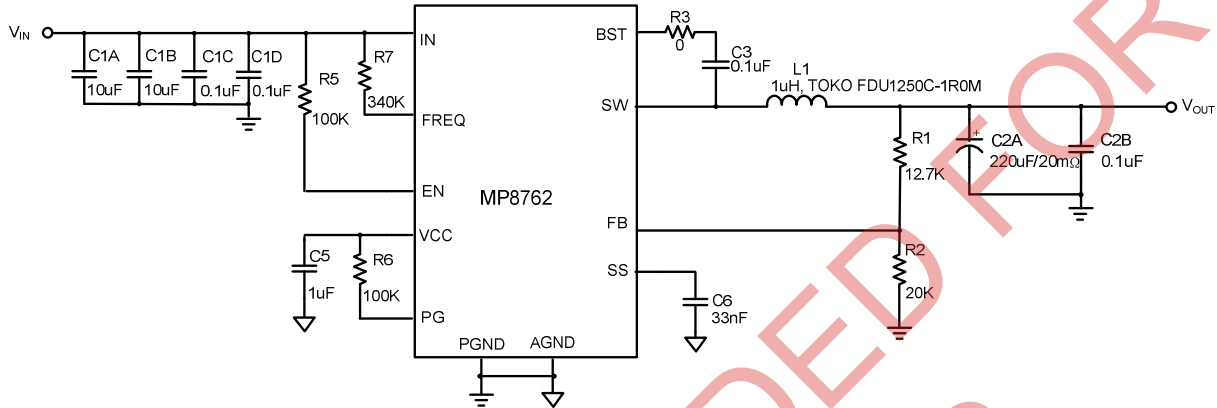 VIN
C1A
10uF
C1B
10uF
C1C
0.1uF
C1D
0.1uF
R5
100K
R7
340K
IN
FREQ
EN
VCC
PG
C5
1uF
R6
100K
MP8762
PGND
AGND
BST
SW
FB
SS
R3
0
C3
0.1uF
L1
1uH, TOKO FDU1250C-1R0M
VOUT
R1
12.7K
C2A
+
220uF/20mΩ
C2B
0.1uF
R2
20K
C6
33nF
DED FOR